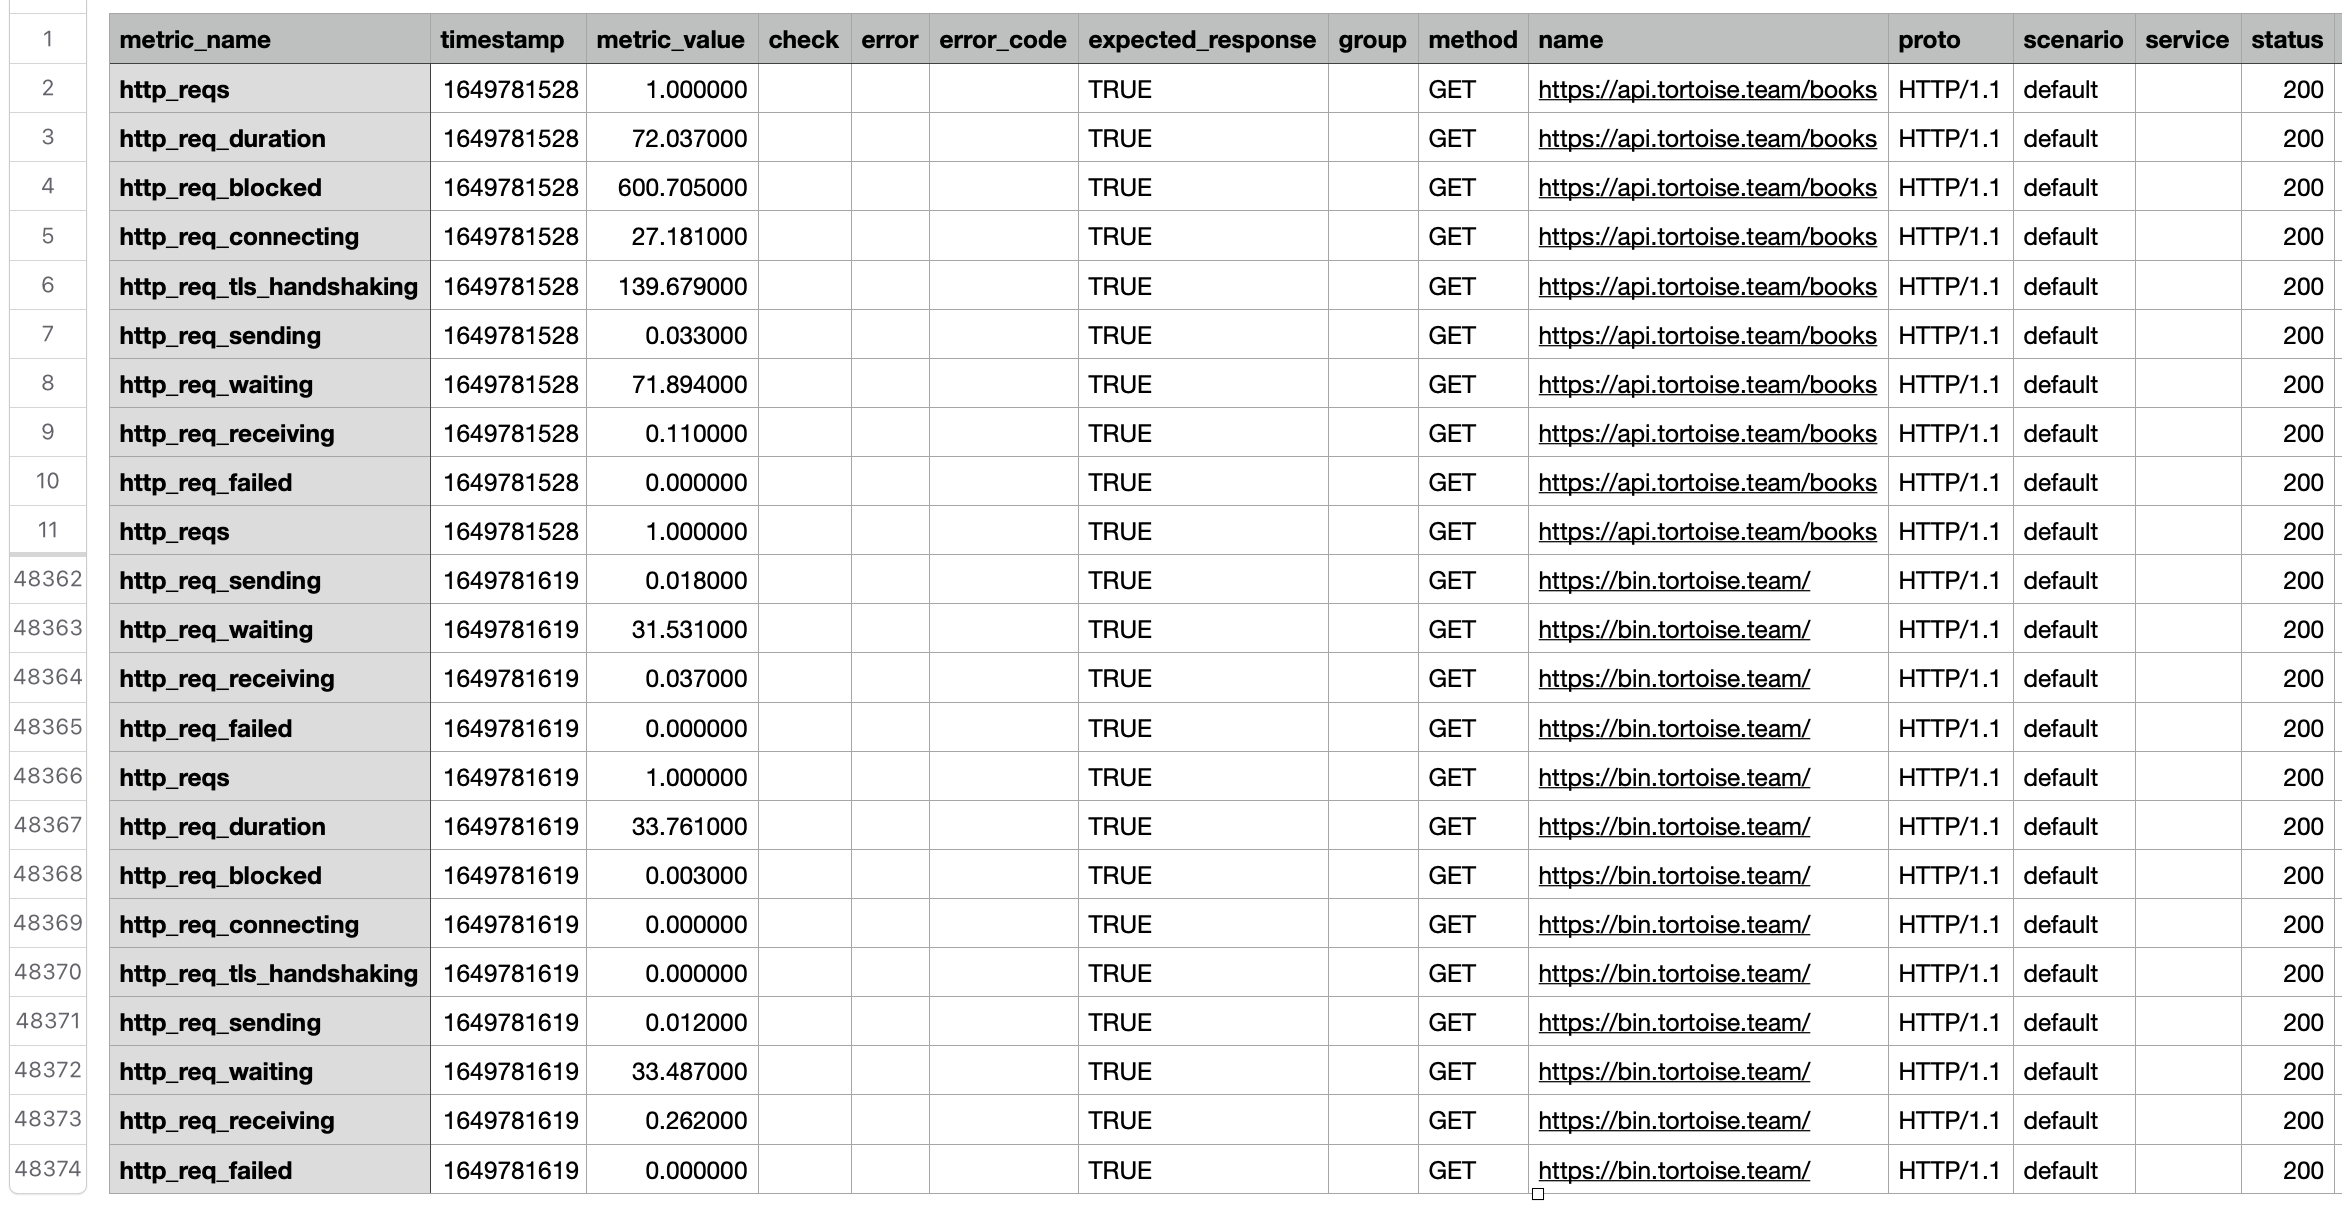 1 metric_name timestamp metric_value check error error_code expected_response group method name proto scenario service status
2 http_reqs 1649781528 1.000000 TRUE GET https://api.tortoise.team/books HTTP/1.1 default 200
3 http_req_duration 1649781528 72.037000 TRUE GET https://api.tortoise.team/books HTTP/1.1 default 200
4 http_req_blocked 1649781528 600.705000 TRUE GET https://api.tortoise.team/books HTTP/1.1 default 200
5 http_req_connecting 1649781528 27.181000 TRUE GET https://api.tortoise.team/books HTTP/1.1 default 200
6 http_req_tls_handshaking 1649781528 139.679000 TRUE GET https://api.tortoise.team/books HTTP/1.1 default 200
7 http_req_sending 1649781528 0.033000 TRUE GET https://api.tortoise.team/books HTTP/1.1 default 200
8 http_req_waiting 1649781528 71.894000 TRUE GET https://api.tortoise.team/books HTTP/1.1 default 200
9 http_req_receiving 1649781528 0.110000 TRUE GET https://api.tortoise.team/books HTTP/1.1 default 200
10 http_req_failed 1649781528 0.000000 TRUE GET https://api.tortoise.team/books HTTP/1.1 default 200
11 http_reqs 1649781528 1.000000 TRUE GET https://api.tortoise.team/books HTTP/1.1 default 200
48362 http_req_sending 1649781619 0.018000 TRUE GET https://bin.tortoise.team/ HTTP/1.1 default 200
48363 http_req_waiting 1649781619 31.531000 TRUE GET https://bin.tortoise.team/ HTTP/1.1 default 200
48364 http_req_receiving 1649781619 0.037000 TRUE GET https://bin.tortoise.team/ HTTP/1.1 default 200
48365 http_req_failed 1649781619 0.000000 TRUE GET https://bin.tortoise.team/ HTTP/1.1 default 200
48366 http_reqs 1649781619 1.000000 TRUE GET https://bin.tortoise.team/ HTTP/1.1 default 200
48367 http_req_duration 1649781619 33.761000 TRUE GET https://bin.tortoise.team/ HTTP/1.1 default 200
48368 http_req_blocked 1649781619 0.003000 TRUE GET https://bin.tortoise.team/ HTTP/1.1 default 200
48369 http_req_connecting 1649781619 0.000000 TRUE GET https://bin.tortoise.team/ HTTP/1.1 default 200
48370 http_req_tls_handshaking 1649781619 0.000000 TRUE GET https://bin.tortoise.team/ HTTP/1.1 default 200
48371 http_req_sending 1649781619 0.012000 TRUE GET https://bin.tortoise.team/ HTTP/1.1 default 200
48372 http_req_waiting 1649781619 33.487000 TRUE GET https://bin.tortoise.team/ HTTP/1.1 default 200
48373 http_req_receiving 1649781619 0.262000 TRUE GET https://bin.tortoise.team/ HTTP/1.1 default 200
48374 http_req_failed 1649781619 0.000000 TRUE GET https://bin.tortoise.team/ HTTP/1.1 default 200